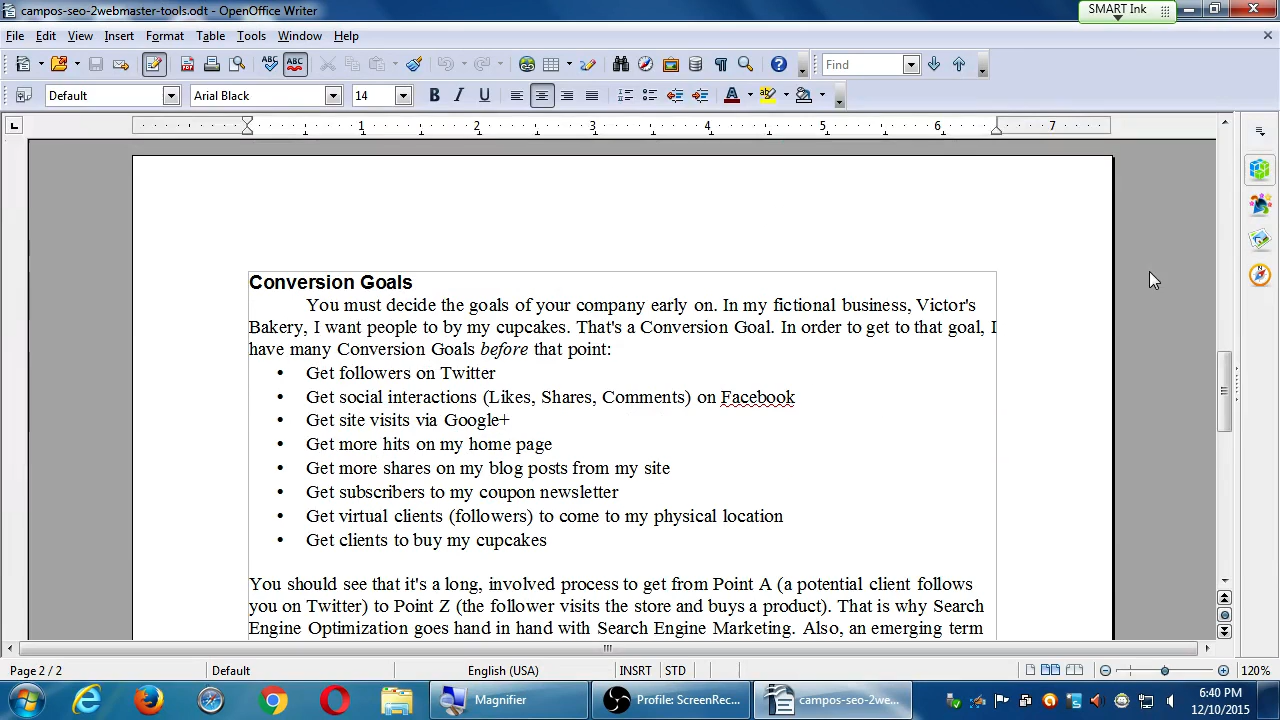 campos-seo-2webmaster-tools.odt - OpenOffice Writer
SMART Ink
File Edit View Insert Format Table Tools Window Help
Find
Default Arial Black 14
1 2 3 4 5 6 7
Conversion Goals
You must decide the goals of your company early on. In my fictional business, Victor's
Bakery, I want people to by my cupcakes. That's a Conversion Goal. In order to get to that goal, I
have many Conversion Goals before that point:
• Get followers on Twitter
• Get social interactions (Likes, Shares, Comments) on Facebook
• Get site visits via Google+
• Get more hits on my home page
• Get more shares on my blog posts from my site
• Get subscribers to my coupon newsletter
• Get virtual clients (followers) to come to my physical location
• Get clients to buy my cupcakes
You should see that it's a long, involved process to get from Point A (a potential client follows
you on Twitter) to Point Z (the follower visits the store and buys a product). That is why Search
Engine Optimization goes hand in hand with Search Engine Marketing. Also, an emerging term
Page 2 / 2 Default English (USA) INSRT STD 120%
Magnifier Profile: ScreenRec... campos-seo-2we... 6:40 PM
12/10/2015